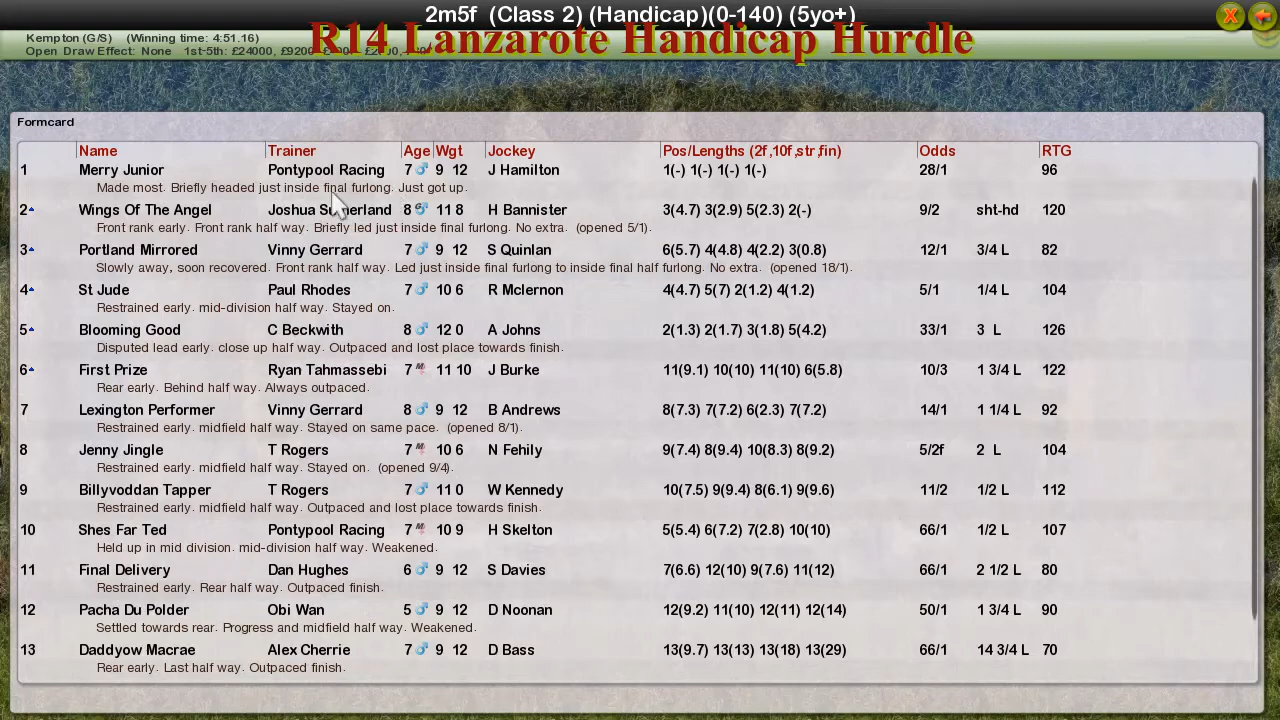 2m5f (Class 2) (Handicap)(0-140) (5yo+)
R14 Lanzarote Handicap Hurdle
Kempton (G/S) (Winning time: 4:51.16)
Open Draw Effect: None 1st-5th: £24000, £9200
Formcard
Name Trainer Age Wgt Jockey Pos/Lengths (2f,10f,str,fin) Odds RTG
1 Merry Junior Pontypool Racing 7 9 12 J Hamilton 1(-) 1(-) 1(-) 1(-) 28/1 96
Made most. Briefly headed just inside final furlong. Just got up.
2 Wings Of The Angel Joshua Sutherland 8 11 8 H Bannister 3(4.7) 3(2.9) 5(2.3) 2(-) 9/2 sht-hd 120
Front rank early. Front rank half way. Briefly led just inside final furlong. No extra. (opened 5/1).
3 Portland Mirrored Vinny Gerrard 7 9 12 S Quinlan 6(5.7) 4(4.8) 4(2.2) 3(0.8) 12/1 3/4 L 82
Slowly away, soon recovered. Front rank half way. Led just inside final furlong to inside final half furlong. No extra. (opened 18/1).
4 St Jude Paul Rhodes 7 10 6 R Mclernon 4(4.7) 5(7) 2(1.2) 4(1.2) 5/1 1/4 L 104
Restrained early. mid-division half way. Stayed on.
5 Blooming Good C Beckwith 8 12 0 A Johns 2(1.3) 2(1.7) 3(1.8) 5(4.2) 33/1 3 L 126
Disputed lead early. close up half way. Outpaced and lost place towards finish.
6 First Prize Ryan Tahmassebi 7 11 10 J Burke 11(9.1) 10(10) 11(10) 6(5.8) 10/3 1 3/4 L 122
Rear early. Behind half way. Always outpaced.
7 Lexington Performer Vinny Gerrard 8 9 12 B Andrews 8(7.3) 7(7.2) 6(2.3) 7(7.2) 14/1 1 1/4 L 92
Restrained early. midfield half way. Stayed on same pace. (opened 8/1).
8 Jenny Jingle T Rogers 7 10 6 N Fehily 9(7.4) 8(9.4) 10(8.3) 8(9.2) 5/2f 2 L 104
Restrained early. midfield half way. Stayed on. (opened 9/4).
9 Billyvoddan Tapper T Rogers 7 11 0 W Kennedy 10(7.5) 9(9.4) 8(6.1) 9(9.6) 11/2 1/2 L 112
Restrained early. midfield half way. Outpaced and lost place towards finish.
10 Shes Far Ted Pontypool Racing 7 10 9 H Skelton 5(5.4) 6(7.2) 7(2.8) 10(10) 66/1 1/2 L 107
Held up in mid division. mid-division half way. Weakened.
11 Final Delivery Dan Hughes 6 9 12 S Davies 7(6.6) 12(10) 9(7.6) 11(12) 66/1 2 1/2 L 80
Restrained early. Rear half way. Outpaced finish.
12 Pacha Du Polder Obi Wan 5 9 12 D Noonan 12(9.2) 11(10) 12(11) 12(14) 50/1 1 3/4 L 90
Settled towards rear. Progress and midfield half way. Weakened.
13 Daddyow Macrae Alex Cherrie 7 9 12 D Bass 13(9.7) 13(13) 13(18) 13(29) 66/1 14 3/4 L 70
Rear early. Last half way. Outpaced finish.